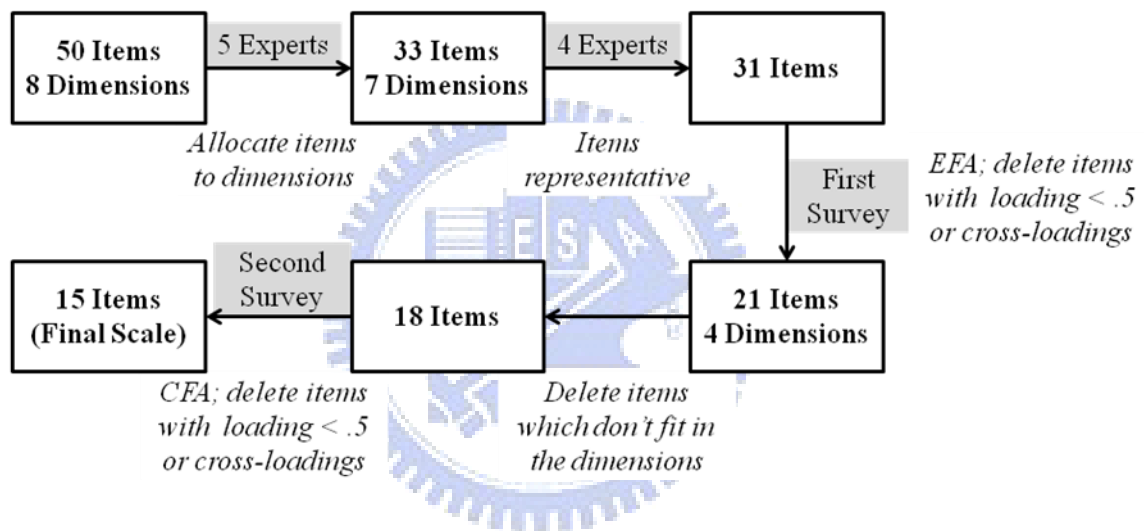 50 Items
8 Dimensions
5 Experts
33 Items
7 Dimensions
4 Experts
31 Items
Allocate items
to dimensions
Items
representative
First
Survey
EFA; delete items
with loading < .5
or cross-loadings
21 Items
4 Dimensions
18 Items
Second
Survey
15 Items
(Final Scale)
Delete items
which don't fit in
the dimensions
CFA; delete items
with loading < .5
or cross-loadings
ESA